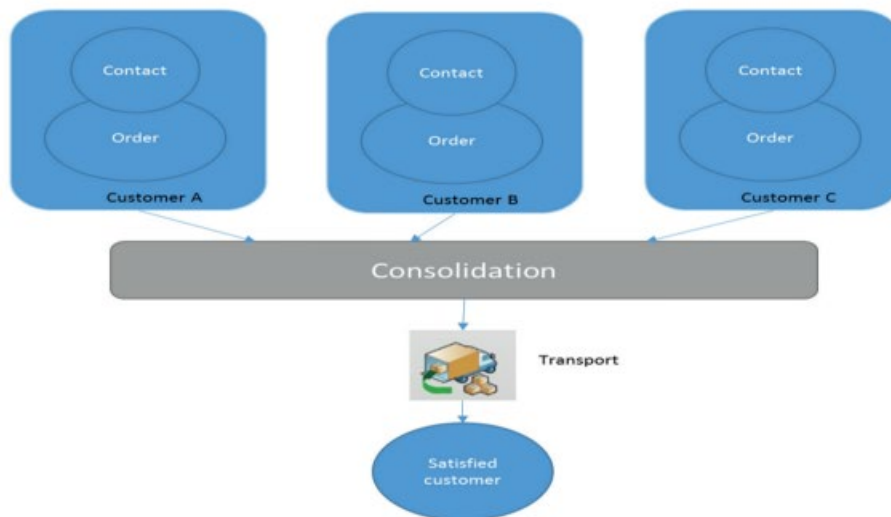 Contact
Order
Customer A
Contact
Order
Customer B
Contact
Order
Customer C
Consolidation
Transport
Satisfied
customer